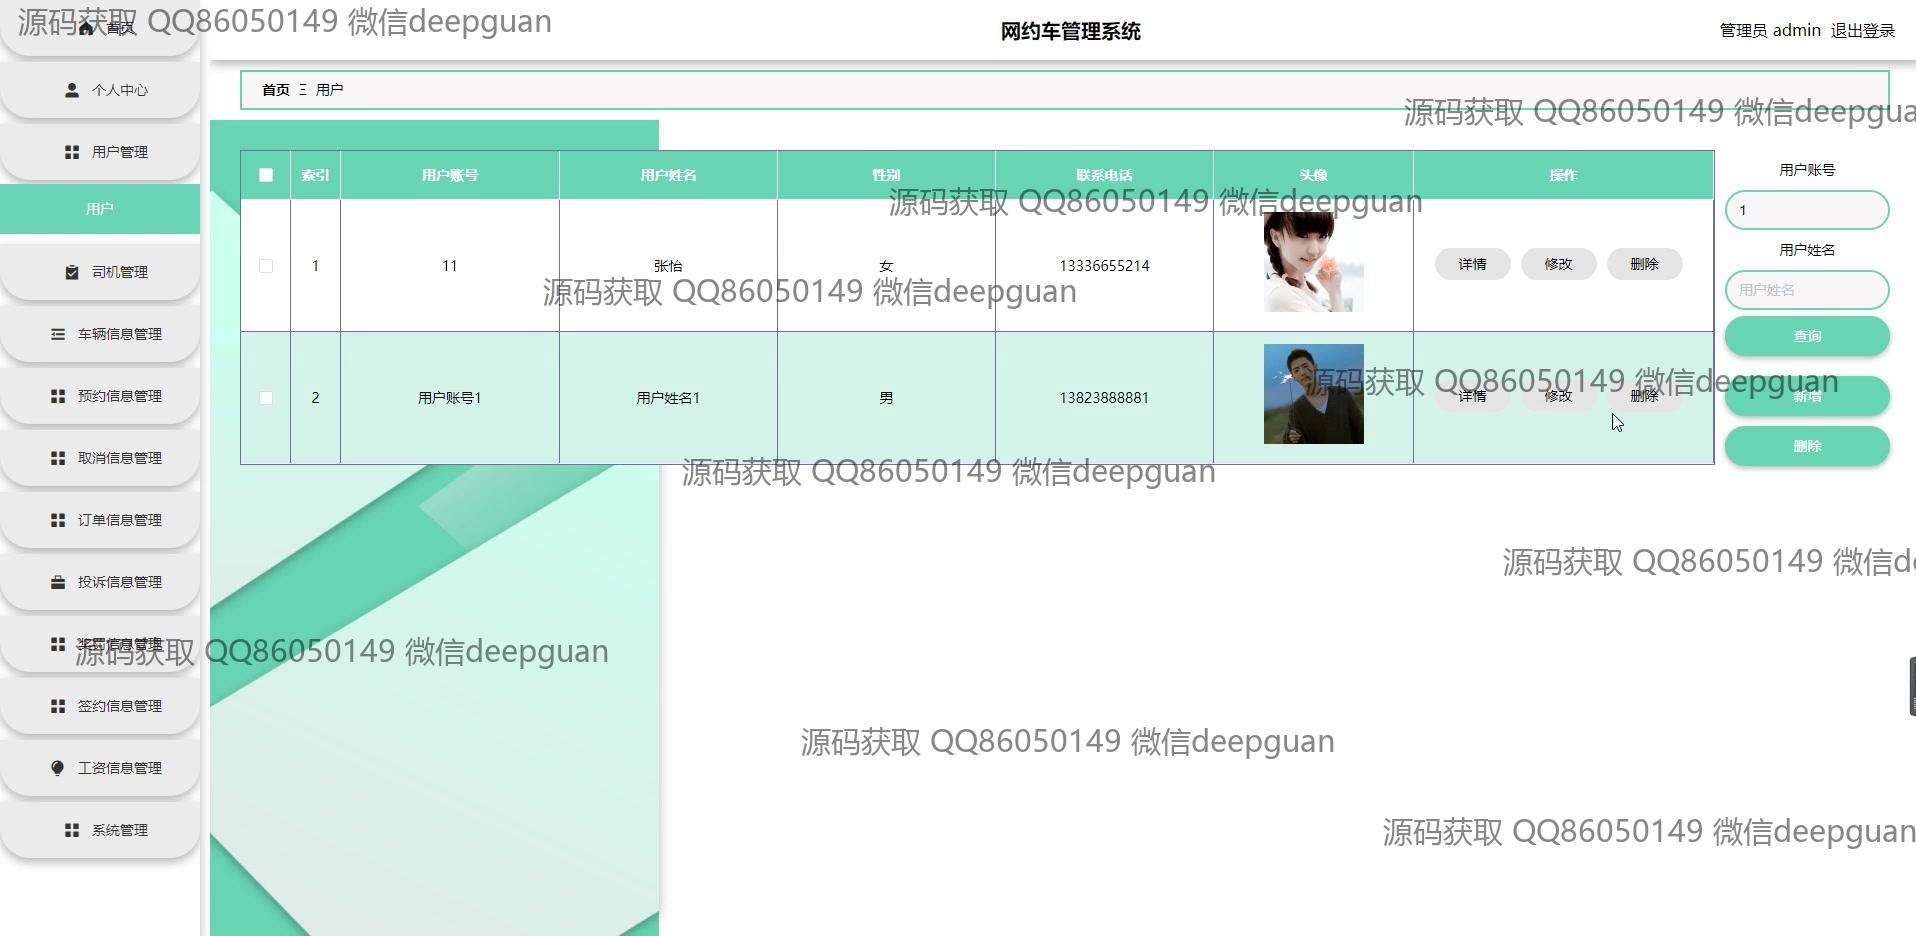 源码获取 QQ86050149 微信deepguan
首页
网约车管理系统
管理员 admin 退出登录
个人中心
用户管理
用户
司机管理
车辆信息管理
预约信息管理
取消信息管理
订单信息管理
投诉信息管理
奖罚信息管理
签约信息管理
工资信息管理
系统管理
首页 Ξ 用户
源码获取 QQ86050149 微信deepgua
索引 用户账号 用户姓名 性别 联系电话 头像 操作
源码获取 QQ86050149 微信deepguan
1 11 张怡 女 13336655214 详情 修改 删除
源码获取 QQ86050149 微信deepguan
2 用户账号1 用户姓名1 男 13823888881 详情 修改 删除
源码获取 QQ86050149 微信deepguan
用户账号
1
用户姓名
用户姓名
查询
新增
删除
源码获取 QQ86050149 微信deepguan
源码获取 QQ86050149 微信d
源码获取 QQ86050149 微信deepguan
源码获取 QQ86050149 微信deepguan
源码获取 QQ86050149 微信deepguan